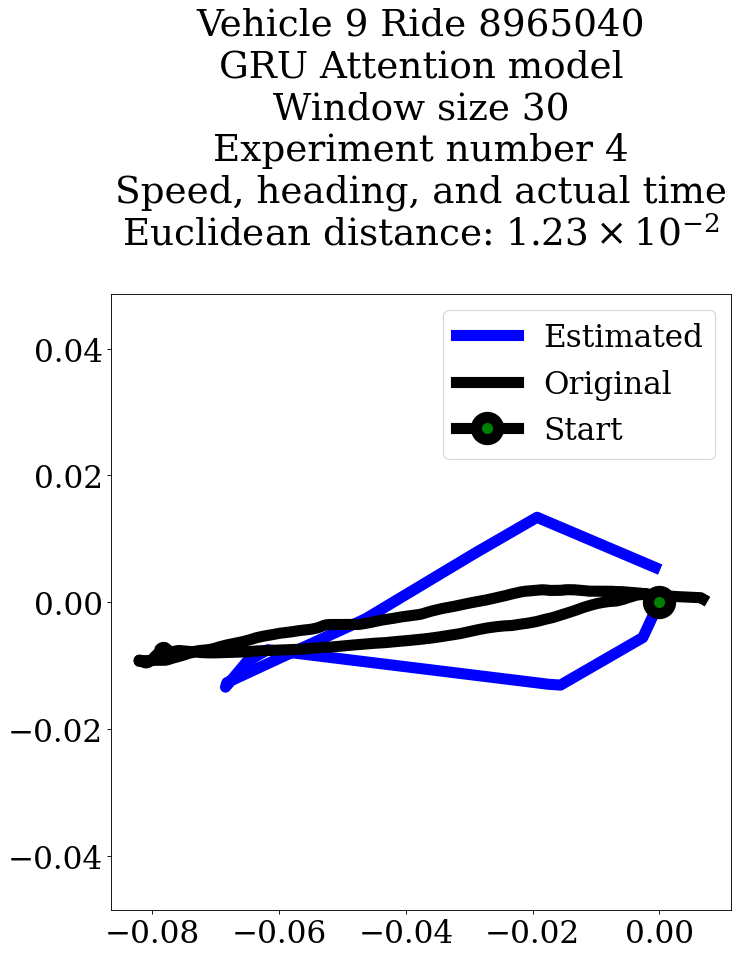 Vehicle 9 Ride 8965040
GRU Attention model
Window size 30
Experiment number 4
Speed, heading, and actual time
Euclidean distance: 1.23 × 10⁻²
Estimated
Original
Start
0.04
0.02
0.00
−0.02
−0.04
−0.08 −0.06 −0.04 −0.02 0.00